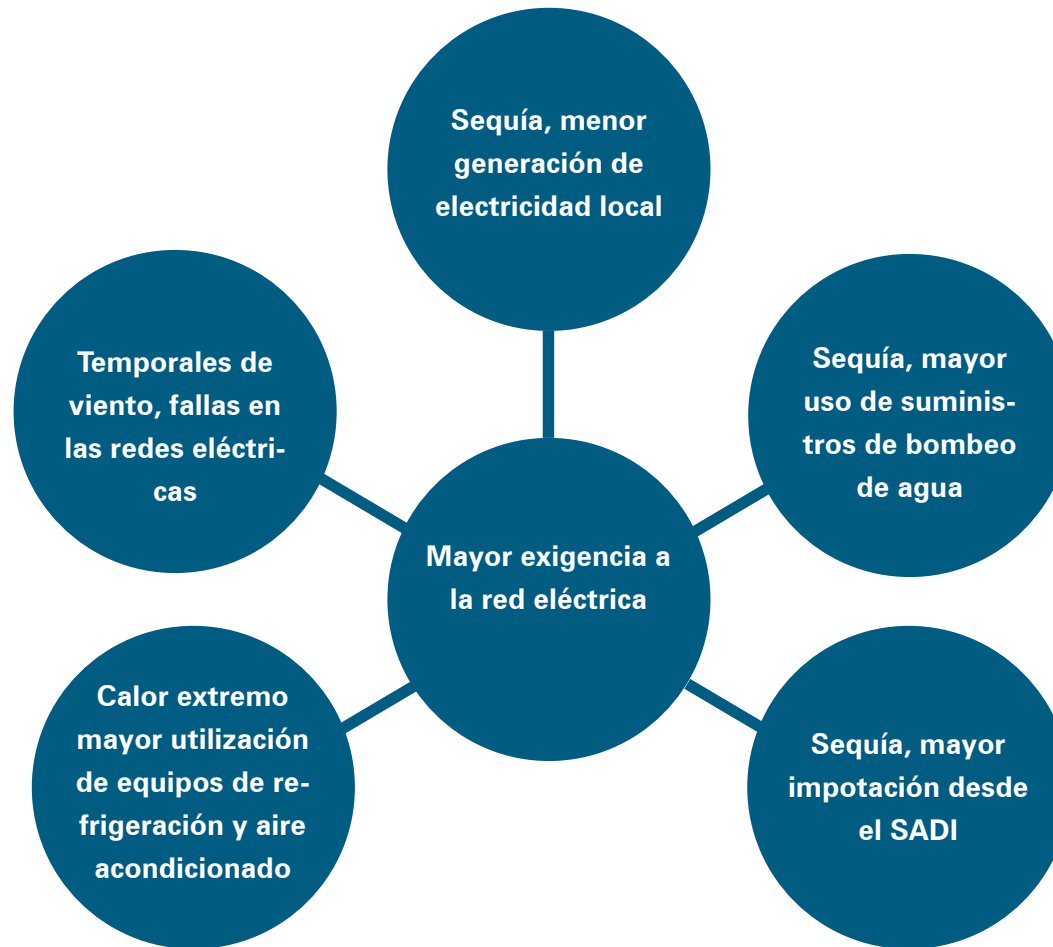 Sequía, menor
generación de
electricidad local
Temporales de
viento, fallas en
las redes eléctri-
cas
Sequía, mayor
uso de suminis-
tros de bombeo
de agua
Mayor exigencia a
la red eléctrica
Calor extremo
mayor utilización
de equipos de re-
frigeración y aire
acondicionado
Sequía, mayor
impotación desde
el SADI